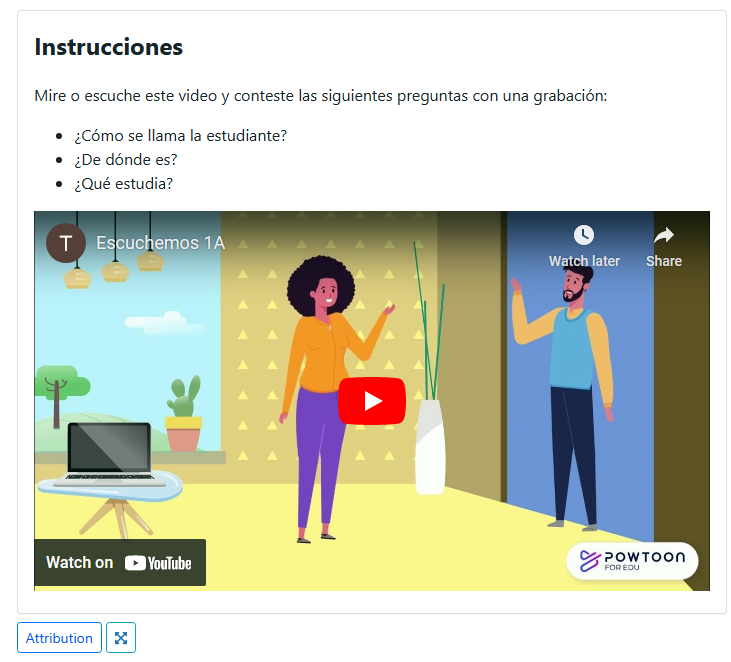 Instrucciones
Mire o escuche este video y conteste las siguientes preguntas con una grabación:
¿Cómo se llama la estudiante?
¿De dónde es?
¿Qué estudia?
T Escuchemos 1A
Watch later Share
Watch on YouTube
POWTOON
FOR EDU
Attribution